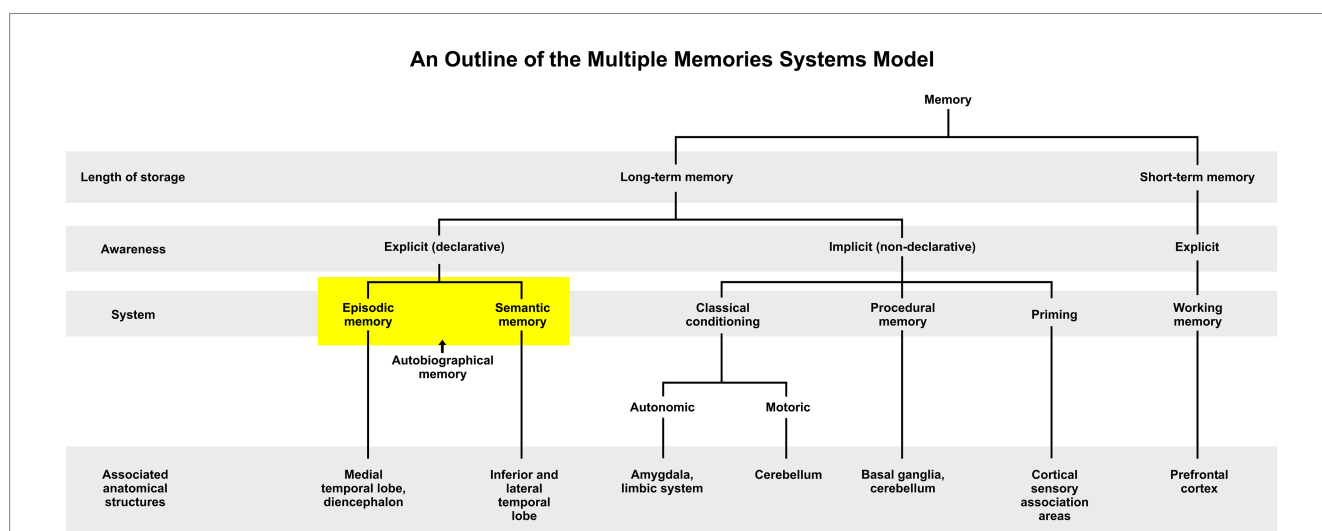 An Outline of the Multiple Memories Systems Model
Memory
Length of storage
Long-term memory
Short-term memory
Awareness
Explicit (declarative)
Implicit (non-declarative)
Explicit
System
Episodic
memory
Semantic
memory
Classical
conditioning
Procedural
memory
Priming
Working
memory
Autobiographical
memory
Autonomic
Motoric
Associated
anatomical
structures
Medial
temporal lobe,
diencephalon
Inferior and
lateral
temporal
lobe
Amygdala,
limbic system
Cerebellum
Basal ganglia,
cerebellum
Cortical
sensory
association
areas
Prefrontal
cortex